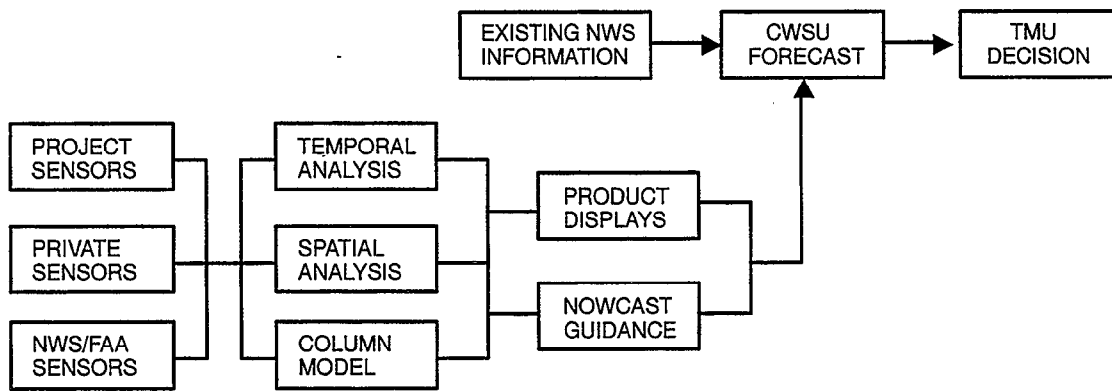 EXISTING NWS
INFORMATION
CWSU
FORECAST
TMU
DECISION
PROJECT
SENSORS
TEMPORAL
ANALYSIS
PRODUCT
DISPLAYS
PRIVATE
SENSORS
SPATIAL
ANALYSIS
NOWCAST
GUIDANCE
NWS/FAA
SENSORS
COLUMN
MODEL